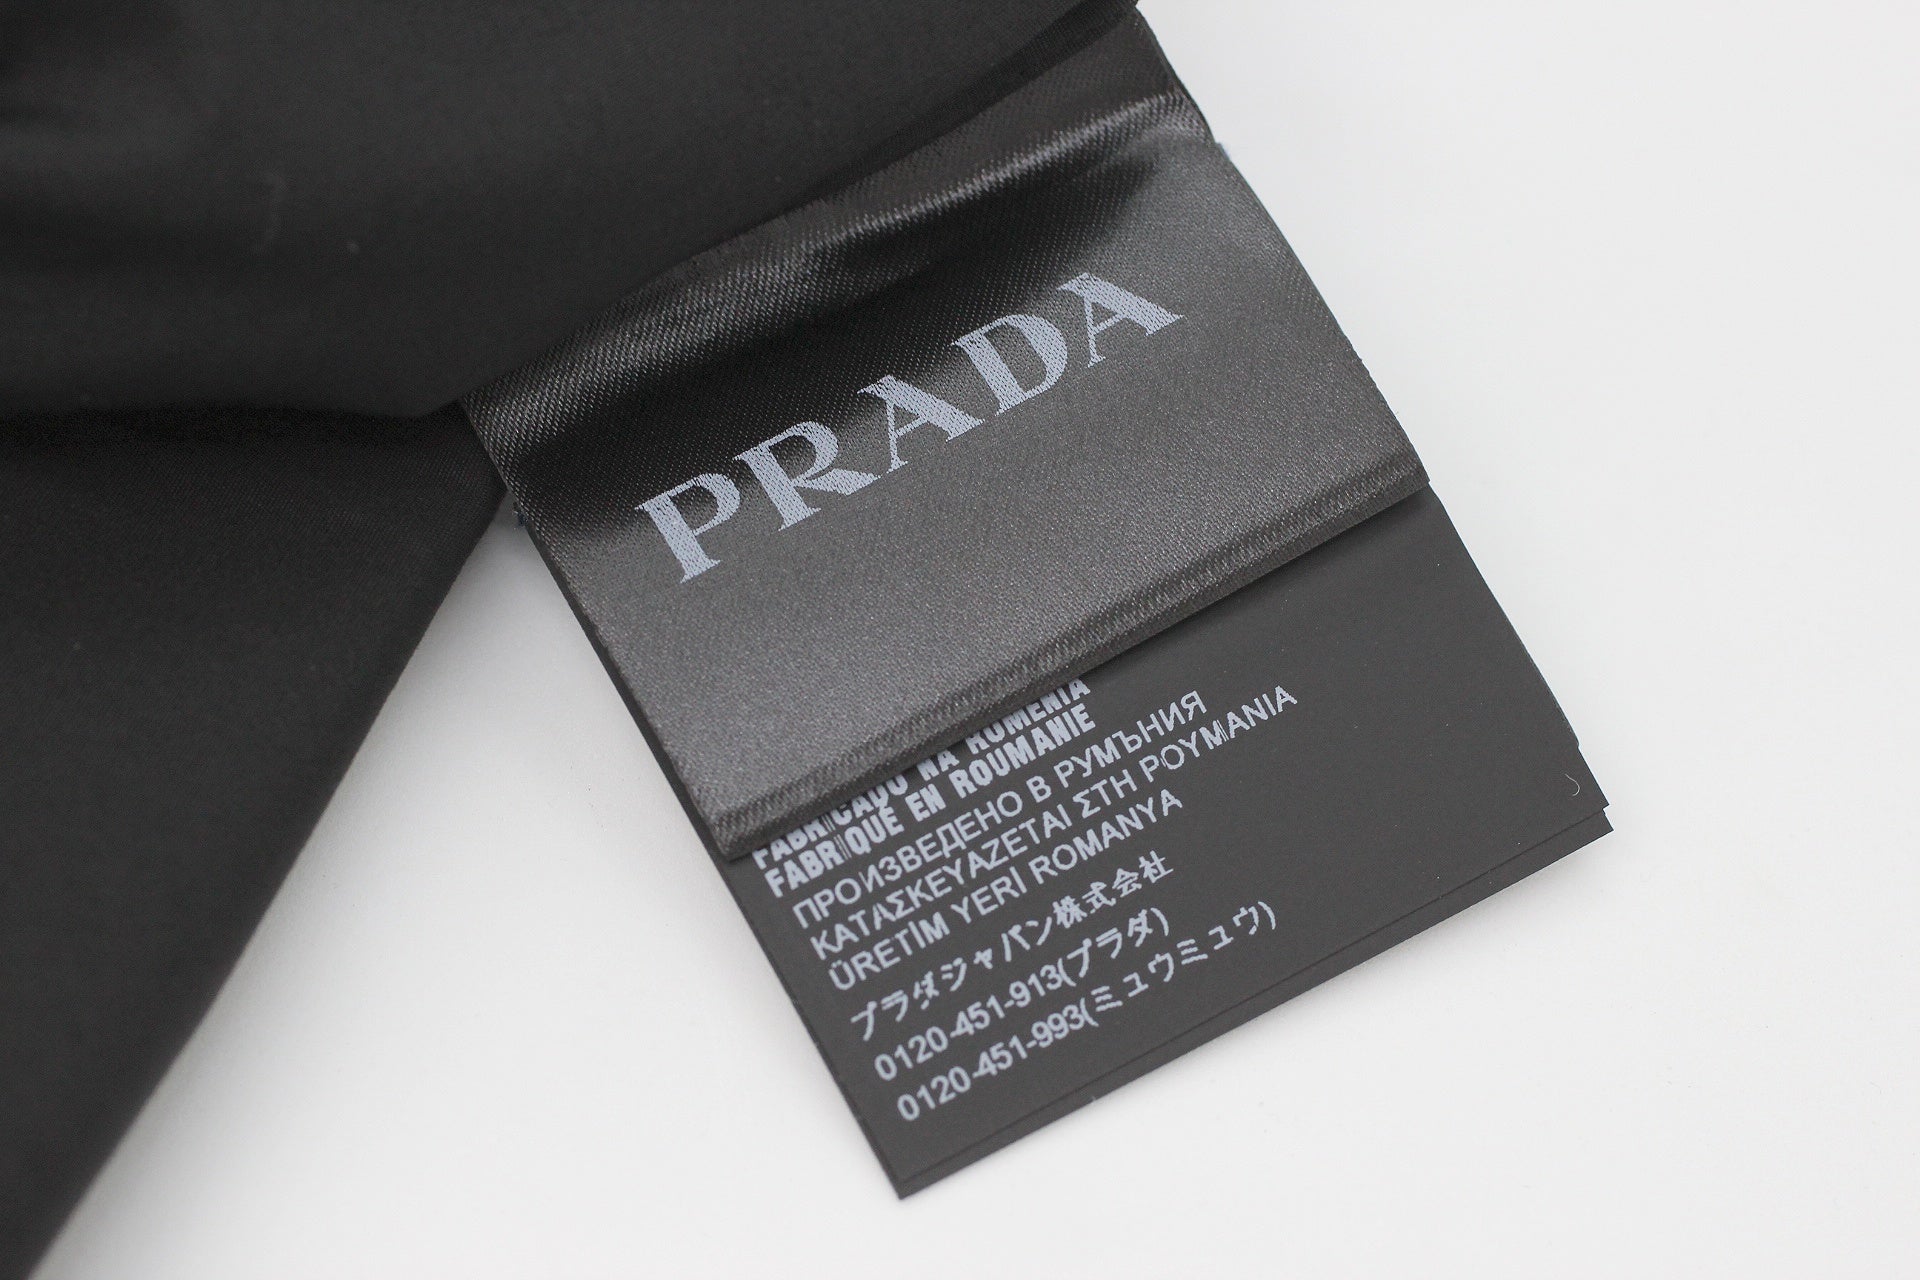 PRADA
FABRICADO NA ROMENIA
FABRIQUE EN ROUMANIE
ПРОИЗВЕДЕНО В РУМЪНИЯ
ΚΑΤΑΣΚΕΥΑΖΕΤΑΙ ΣΤΗ ΡΟΥΜΑΝΙΑ
ÜRETİM YERİ ROMANYA
プラダジャパン株式会社
0120-451-913(プラダ)
0120-451-993(ミュウミュウ)